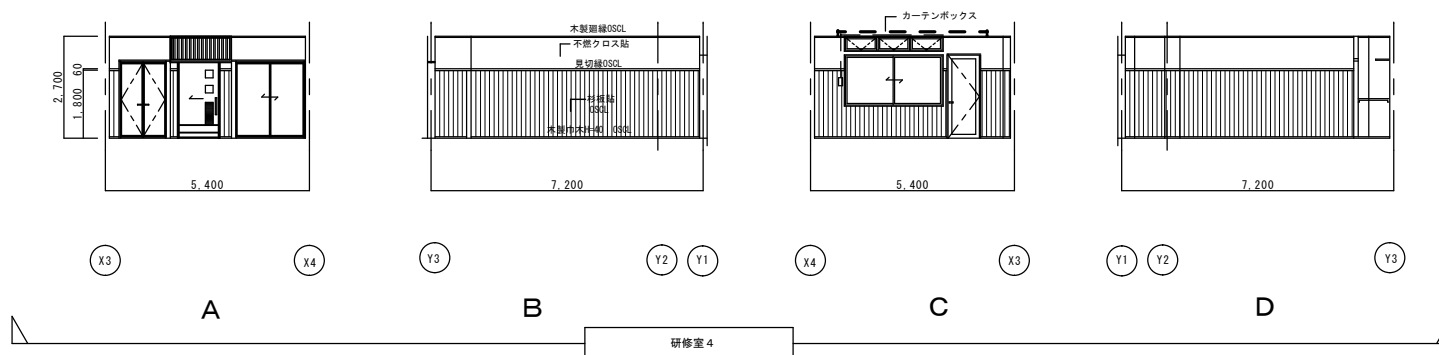 カーテンボックス
木製廻縁OSCL
不燃クロス貼
見切縁OSCL
杉板貼
OSCL
木製巾木H=40 OSCL
2,700
60
1,800
5,400
7,200
5,400
7,200
X3
X4
Y3
Y2
Y1
X4
X3
Y1
Y2
Y3
A
B
C
D
研修室4